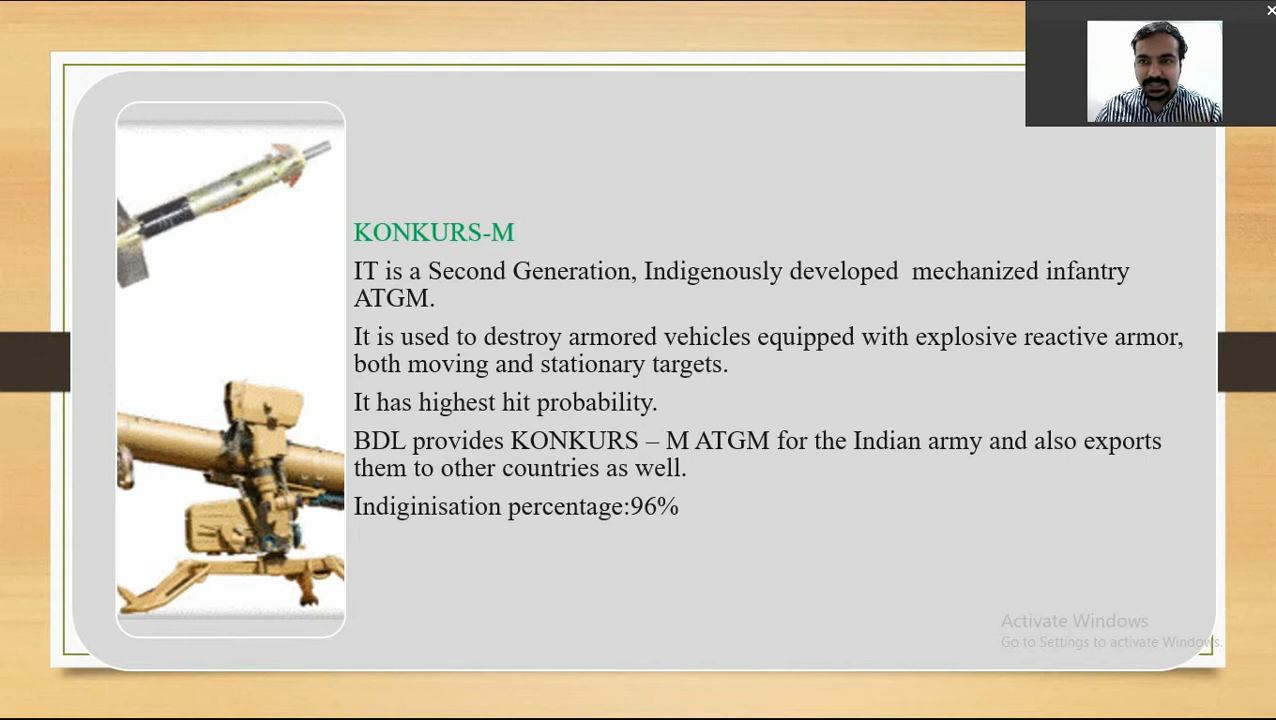 KONKURS-M
IT is a Second Generation, Indigenously developed  mechanized infantry
ATGM.
It is used to destroy armored vehicles equipped with explosive reactive armor,
both moving and stationary targets.
It has highest hit probability.
BDL provides KONKURS – M ATGM for the Indian army and also exports
them to other countries as well.
Indiginisation percentage:96%
Activate Windows
Go to Settings to activate Windows.